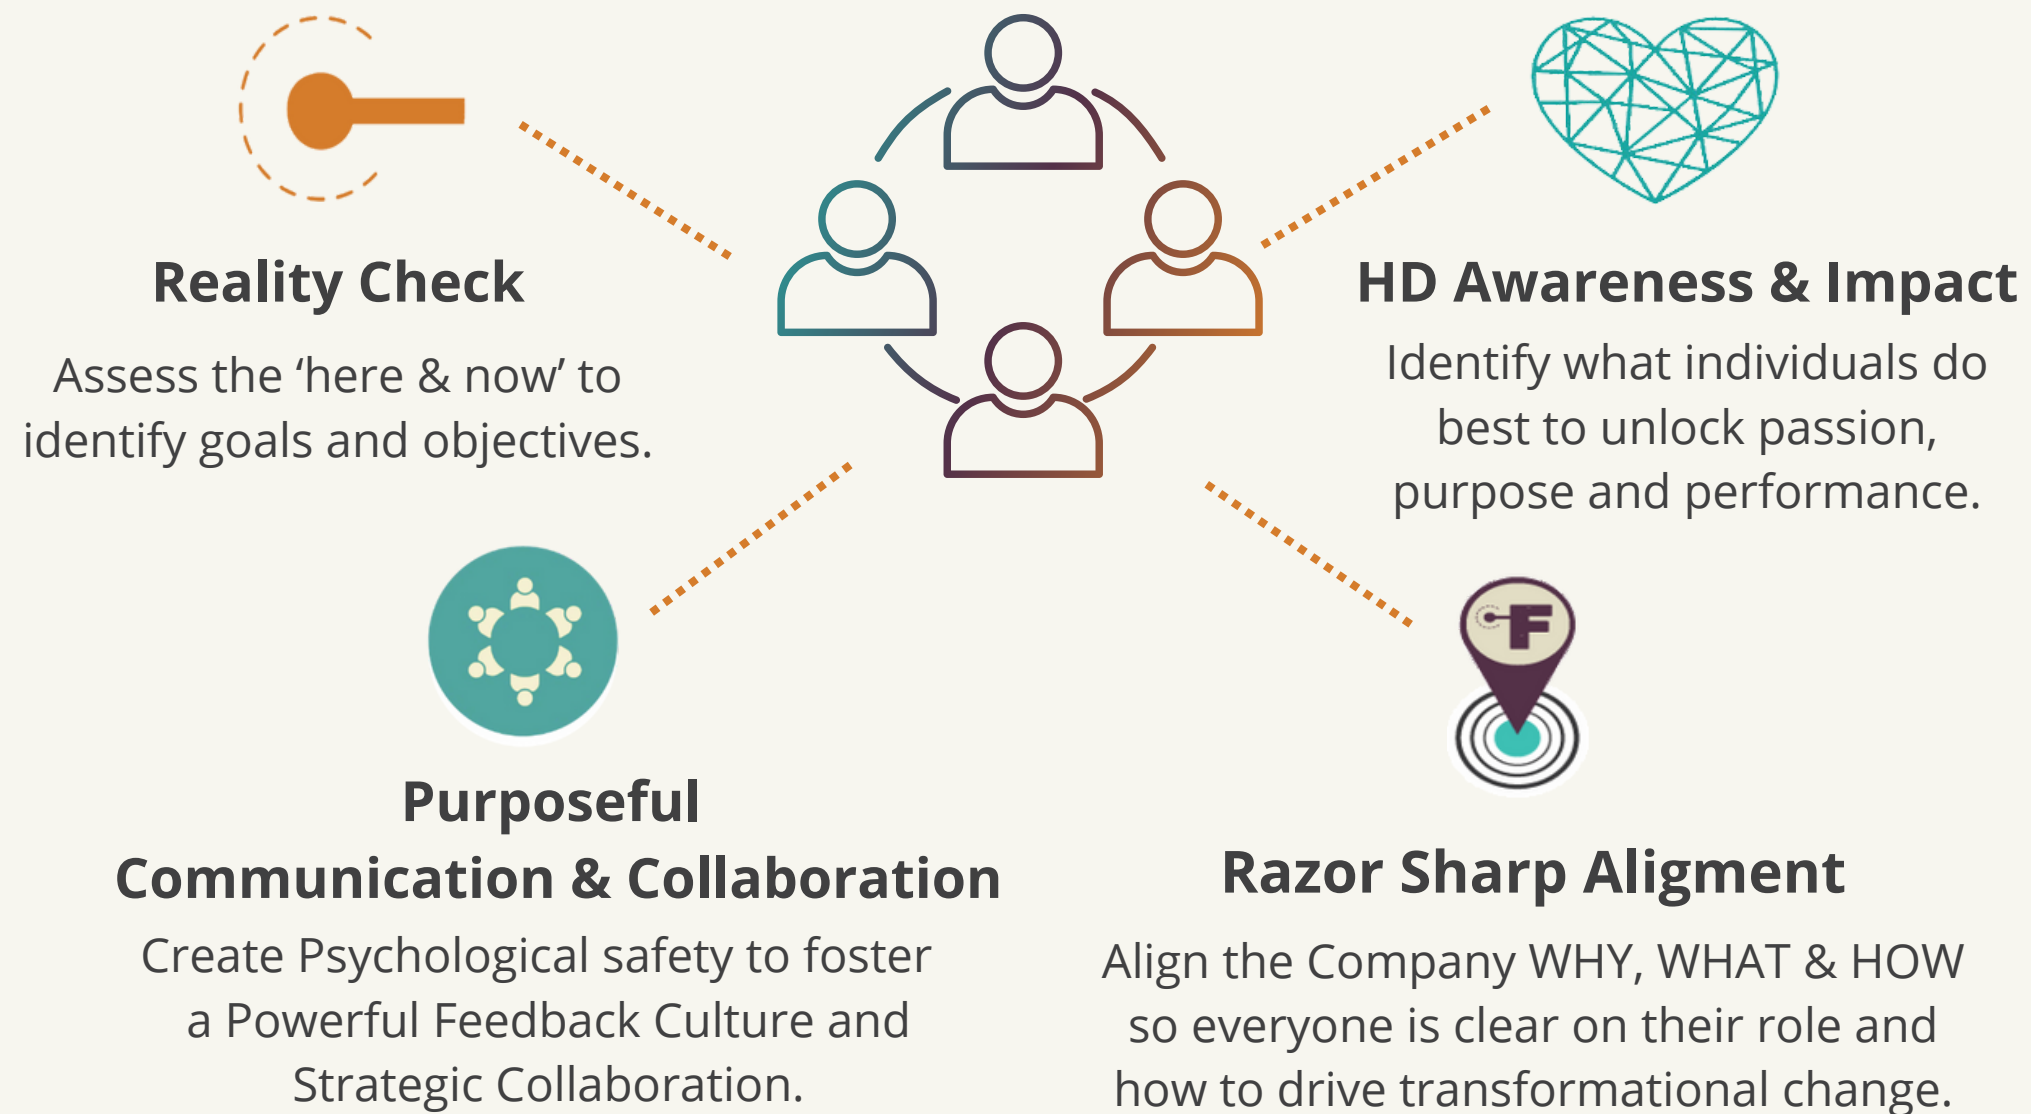 Reality Check
Assess the ‘here & now’ to
identify goals and objectives.
HD Awareness & Impact
Identify what individuals do
best to unlock passion,
purpose and performance.
Purposeful
Communication & Collaboration
Create Psychological safety to foster
a Powerful Feedback Culture and
Strategic Collaboration.
F
Razor Sharp Aligment
Align the Company WHY, WHAT & HOW
so everyone is clear on their role and
how to drive transformational change.